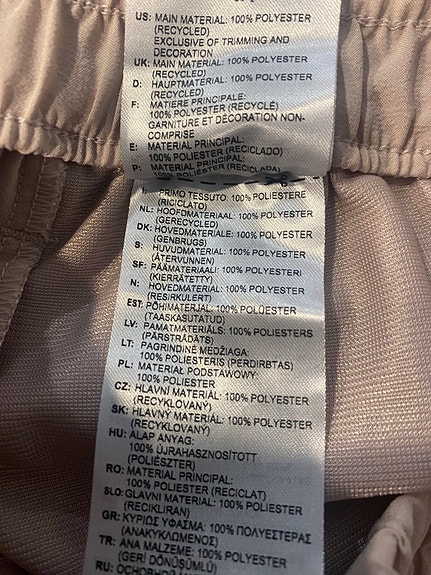 US: MAIN MATERIAL: 100% POLYESTER
(RECYCLED)
EXCLUSIVE OF TRIMMING AND
DECORATION
UK: MAIN MATERIAL: 100% POLYESTER
(RECYCLED)
D: HAUPTMATERIAL: 100% POLYESTER
(RECYCLED)
F: MATIERE PRINCIPALE:
100% POLYESTER (RECYCLÉ)
GARNITURE ET DÉCORATION NON-
COMPRISE
E: MATERIAL PRINCIPAL:
100% POLYESTER (RECICLADO)
P: MATERIAL PRINCIPAL:
100% POLIÉSTER (RECICLADA)
I: PRIMO TESSUTO: 100% POLIESTERE
(RICICLATO)
NL: HOOFDMATERIAAL: 100% POLYESTER
(GERECYCLED)
DK: HOVEDMATERIALE: 100% POLYESTER
(GENBRUGS)
S: HUVUDMATERIAL: 100% POLYESTER
(ÅTERVUNNEN)
SF: PÄÄMATERIAALI: 100% POLYESTERI
(KIERRÄTETTY)
N: HOVEDMATERIAL: 100% POLYESTER
(RESIRKULERT)
EST: PÕHIMATERJAL: 100% POLÜESTER
(TAASKASUTATUD)
LV: PAMATMATERIĀLS: 100% POLIESTERS
(PĀRSTRĀDĀTS)
LT: PAGRINDINĖ MEDŽIAGA:
100% POLIESTERIS (PERDIRBTAS)
PL: MATERIAŁ PODSTAWOWY:
100% POLIESTER
CZ: HLAVNÍ MATERIÁL: 100% POLYESTER
(RECYKLOVANÝ)
SK: HLAVNÝ MATERIÁL: 100% POLYESTER
(RECYKLOVANÝ)
HU: ALAP ANYAG:
100% ÚJRAHASZNOSÍTOTT
(POLIÉSZTER)
RO: MATERIAL PRINCIPAL:
100% POLIESTER (RECICLAT)
SLO: GLAVNI MATERIAL: 100% POLIESTER
(RECIKLIRAN)
GR: ΚΥΡΙΩΣ ΥΦΑΣΜΑ: 100% ΠΟΛΥΕΣΤΕΡΑΣ
(ΑΝΑΚΥΚΛΩΜΕΝΟΣ)
TR: ANA MALZEME: 100% POLYESTER
(GERİ DÖNÜŞÜMLÜ)
RU: ОСНОВНОЙ